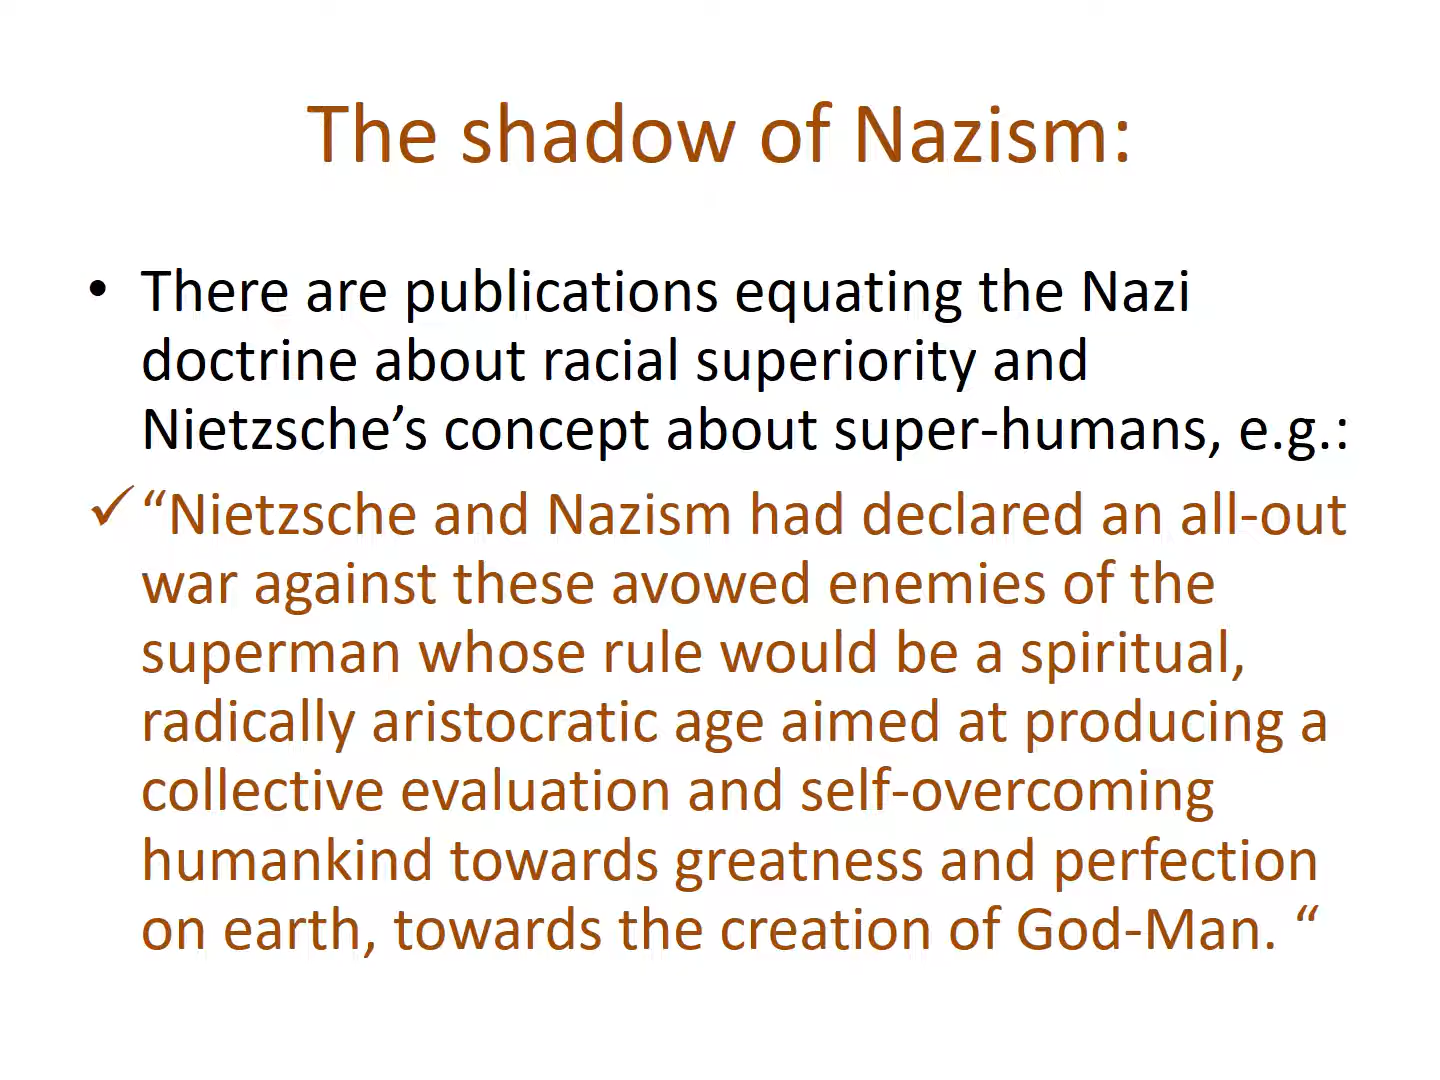 The shadow of Nazism:
• There are publications equating the Nazi
doctrine about racial superiority and
Nietzsche’s concept about super-humans, e.g.:
✓ “Nietzsche and Nazism had declared an all-out
war against these avowed enemies of the
superman whose rule would be a spiritual,
radically aristocratic age aimed at producing a
collective evaluation and self-overcoming
humankind towards greatness and perfection
on earth, towards the creation of God-Man. “